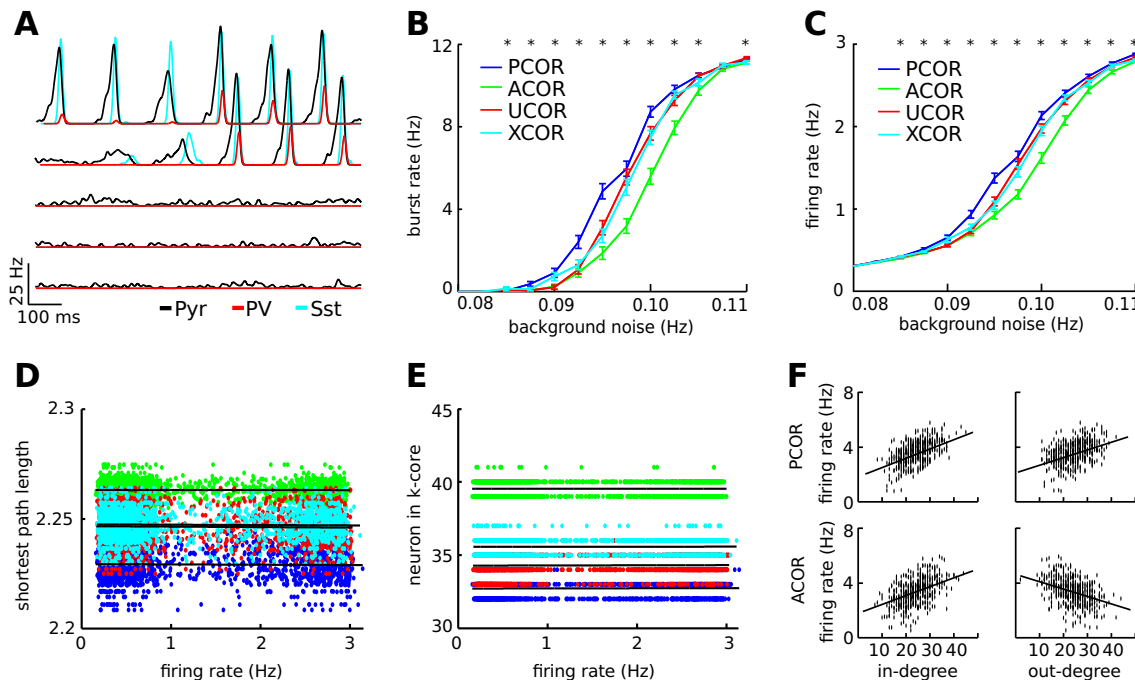 A
25 Hz
100 ms
Pyr PV Sst
B
* * * * * * * * * *
12
8
4
0
burst rate (Hz)
PCOR
ACOR
UCOR
XCOR
0.08 0.09 0.10 0.11
background noise (Hz)
C
* * * * * * * * * * *
3
2
1
0
firing rate (Hz)
PCOR
ACOR
UCOR
XCOR
0.08 0.09 0.10 0.11
background noise (Hz)
D
2.3
2.25
2.2
shortest path length
0 1 2 3
firing rate (Hz)
E
45
40
35
30
neuron in k-core
0 1 2 3
firing rate (Hz)
F
PCOR
firing rate (Hz)
8
4
0
ACOR
firing rate (Hz)
8
4
0
10 20 30 40
in-degree
10 20 30 40
out-degree